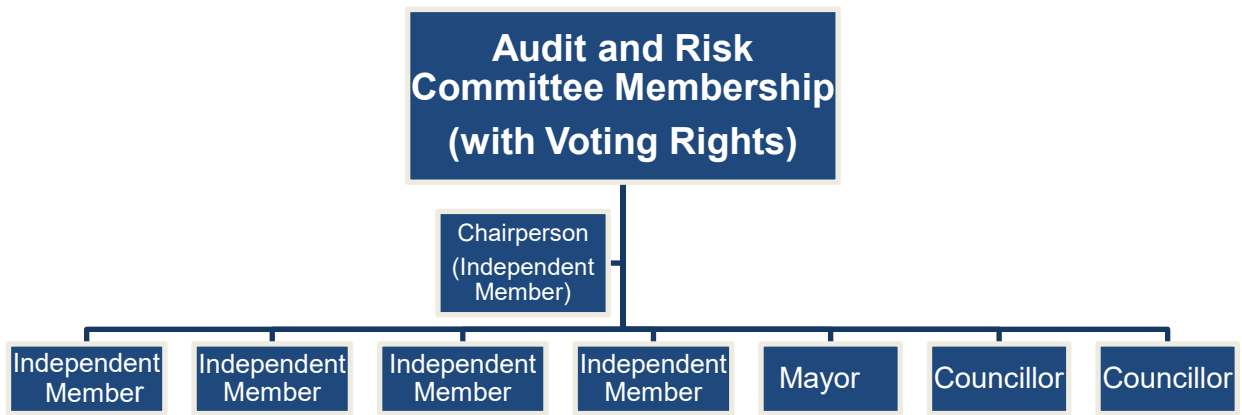 Audit and Risk
Committee Membership
(with Voting Rights)
Chairperson
(Independent
Member)
Independent
Member
Independent
Member
Independent
Member
Independent
Member
Mayor
Councillor
Councillor